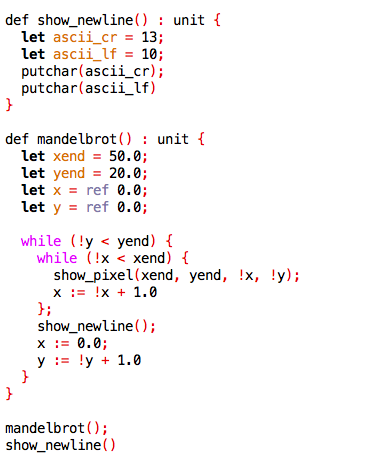 def show_newline() : unit {
  let ascii_cr = 13;
  let ascii_lf = 10;
  putchar(ascii_cr);
  putchar(ascii_lf)
}

def mandelbrot() : unit {
  let xend = 50.0;
  let yend = 20.0;
  let x = ref 0.0;
  let y = ref 0.0;

  while (!y < yend) {
    while (!x < xend) {
      show_pixel(xend, yend, !x, !y);
      x := !x + 1.0
    };
    show_newline();
    x := 0.0;
    y := !y + 1.0
  }
}

mandelbrot();
show_newline()